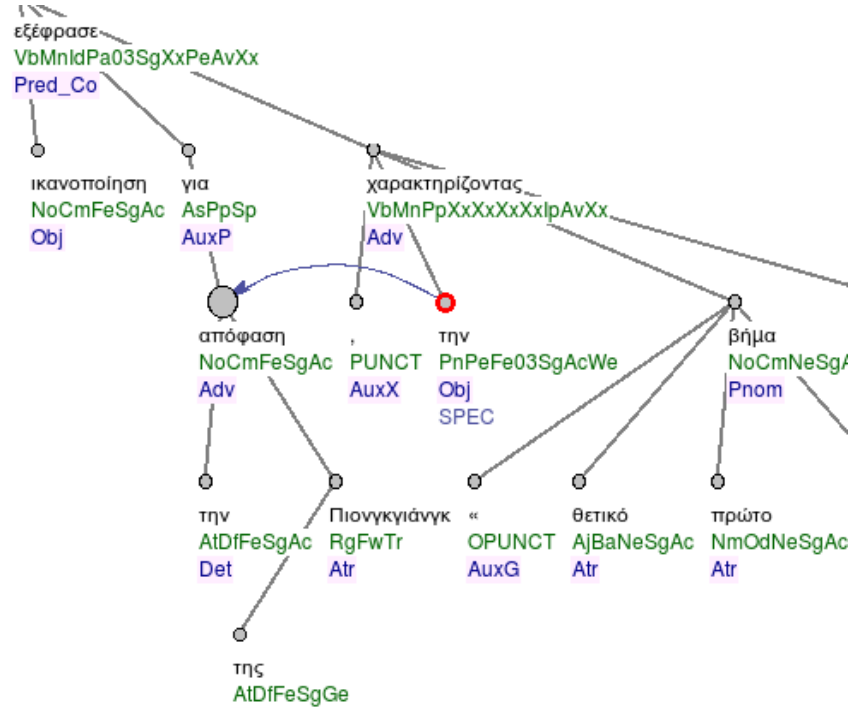 εξέφρασε
VbMnIdPa03SgXxPeAvXx
Pred_Co
ικανοποίηση
NoCmFeSgAc
Obj
για
AsPpSp
AuxP
χαρακτηρίζοντας
VbMnPpXxXxXxXxIpAvXx
Adv
απόφαση
NoCmFeSgAc
Adv
,
PUNCT
AuxX
την
PnPeFe03SgAcWe
Obj
SPEC
βήμα
NoCmNeSgA
Pnom
την
AtDfFeSgAc
Det
Πιονγκγιάνγκ
RgFwTr
Atr
«
OPUNCT
AuxG
θετικό
AjBaNeSgAc
Atr
πρώτο
NmOdNeSgAc
Atr
της
AtDfFeSgGe